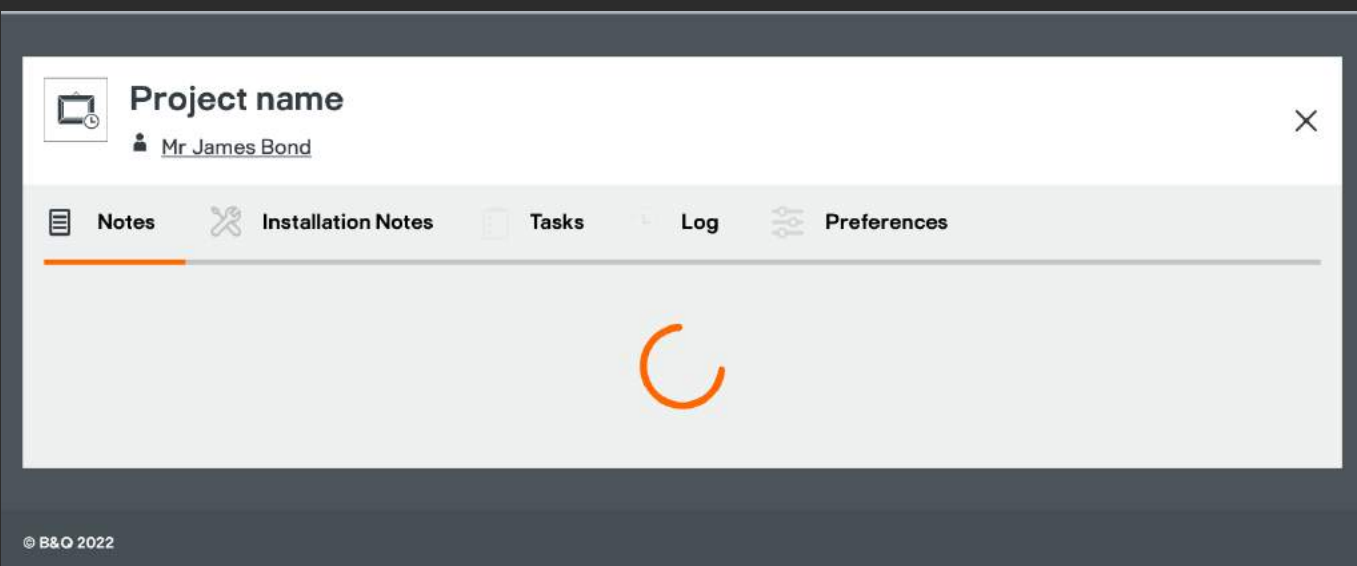 Project name
Mr James Bond
Notes Installation Notes Tasks Log Preferences
© B&Q 2022